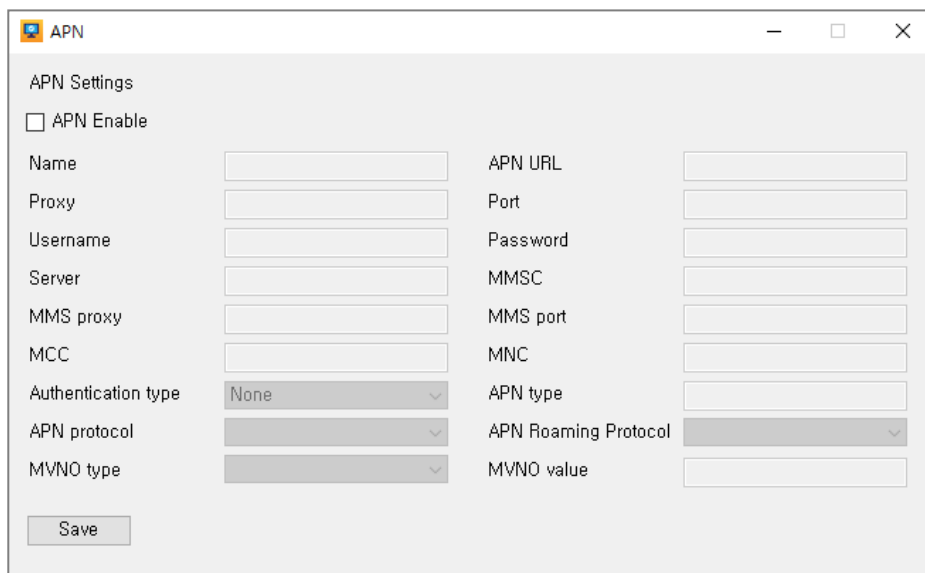 APN
APN Settings
APN Enable
Name APN URL
Proxy Port
Username Password
Server MMSC
MMS proxy MMS port
MCC MNC
Authentication type None APN type
APN protocol APN Roaming Protocol
MVNO type MVNO value
Save